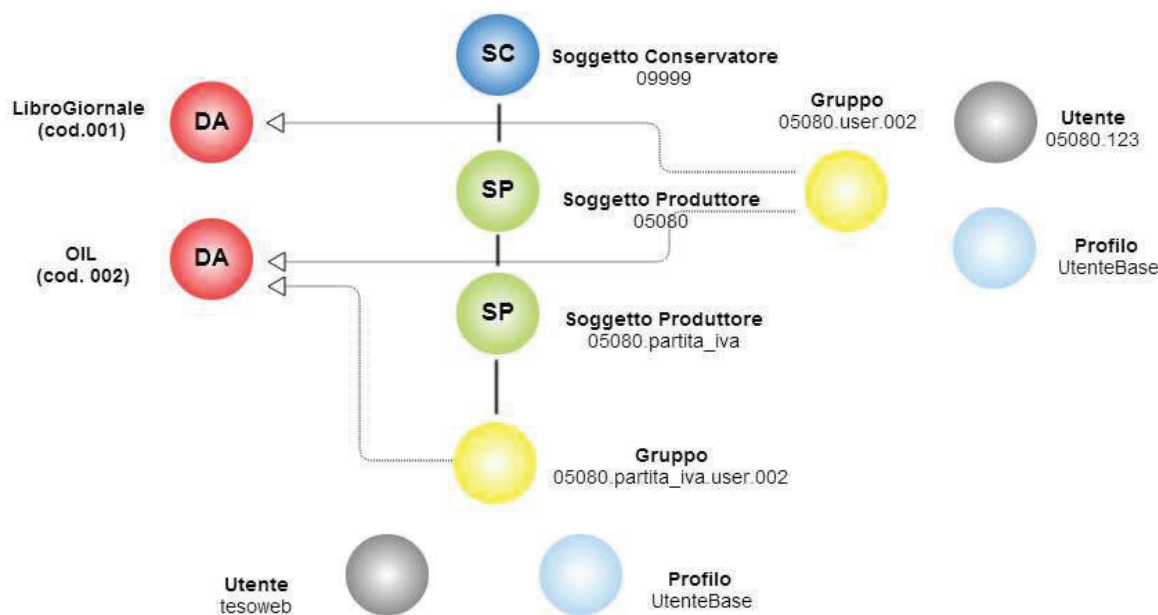 SC
Soggetto Conservatore
09999
LibroGiornale
(cod.001)
DA
Gruppo
05080.user.002
Utente
05080.123
SP
Soggetto Produttore
05080
OIL
(cod. 002)
DA
Profilo
UtenteBase
SP
Soggetto Produttore
05080.partita_iva
Gruppo
05080.partita_iva.user.002
Utente
tesoweb
Profilo
UtenteBase